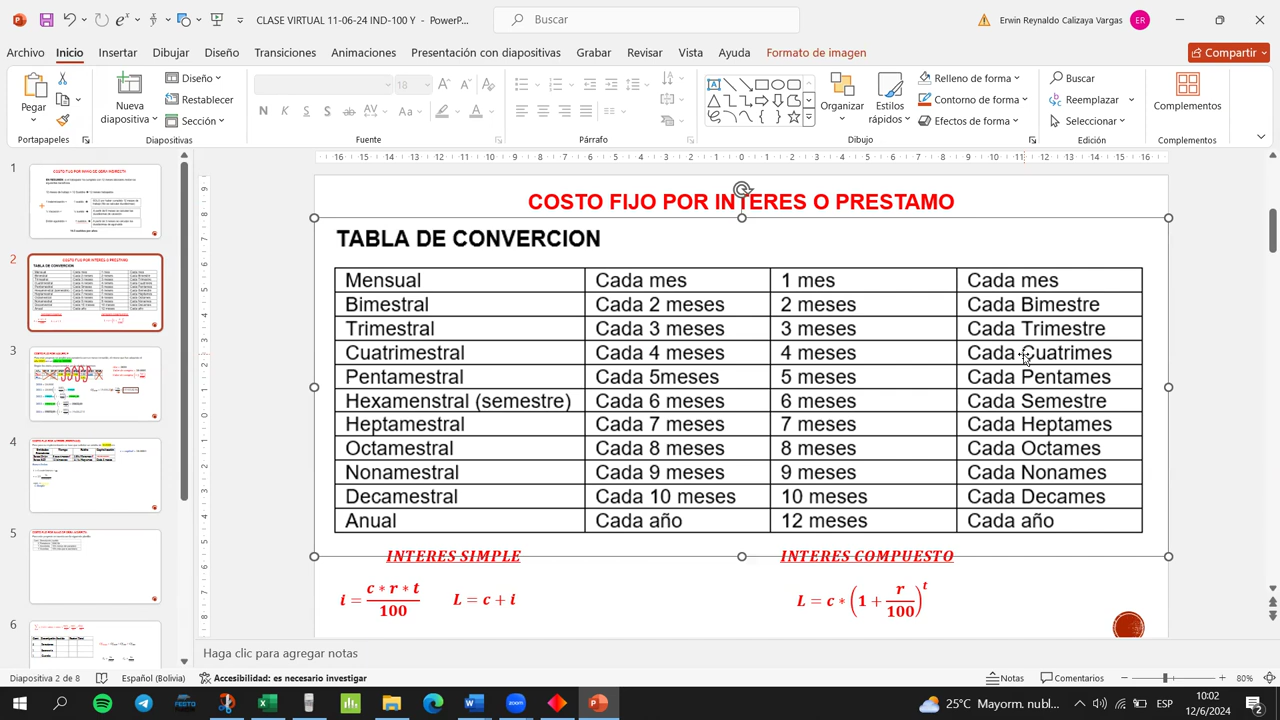 CLASE VIRTUAL 11-06-24 IND-100 Y - PowerP...
Buscar
Erwin Reynaldo Calizaya Vargas
ER
Archivo Inicio Insertar Dibujar Diseño Transiciones Animaciones Presentación con diapositivas Grabar Revisar Vista Ayuda Formato de imagen
Compartir
Pegar
Portapapeles
Nueva diapositiva
Diseño
Restablecer
Sección
Diapositivas
18
Fuente
Párrafo
Organizar
Estilos rápidos
Relleno de forma
Contorno de forma
Efectos de forma
Dibujo
Buscar
Reemplazar
Seleccionar
Edición
Complementos
Complementos
1
2
3
4
5
6
COSTO FIJO POR INTERES O PRESTAMO
TABLA DE CONVERCION
Mensual Cada mes 1 mes Cada mes
Bimestral Cada 2 meses 2 meses Cada Bimestre
Trimestral Cada 3 meses 3 meses Cada Trimestre
Cuatrimestral Cada 4 meses 4 meses Cada Cuatrimes
Pentamestral Cada 5meses 5 meses Cada Pentames
Hexamenstral (semestre) Cada 6 meses 6 meses Cada Semestre
Heptamestral Cada 7 meses 7 meses Cada Heptames
Octamestral Cada 8 meses 8 meses Cada Octames
Nonamestral Cada 9 meses 9 meses Cada Nonames
Decamestral Cada 10 meses 10 meses Cada Decames
Anual Cada año 12 meses Cada año
INTERES SIMPLE INTERES COMPUESTO
i = c * r * t / 100 L = c + i L = c * (1 + r/100)^t
Haga clic para agregar notas
Diapositiva 2 de 8 Español (Bolivia) Accesibilidad: es necesario investigar Notas Comentarios 80%
25°C Mayorm. nubl... ESP 10:02
12/6/2024